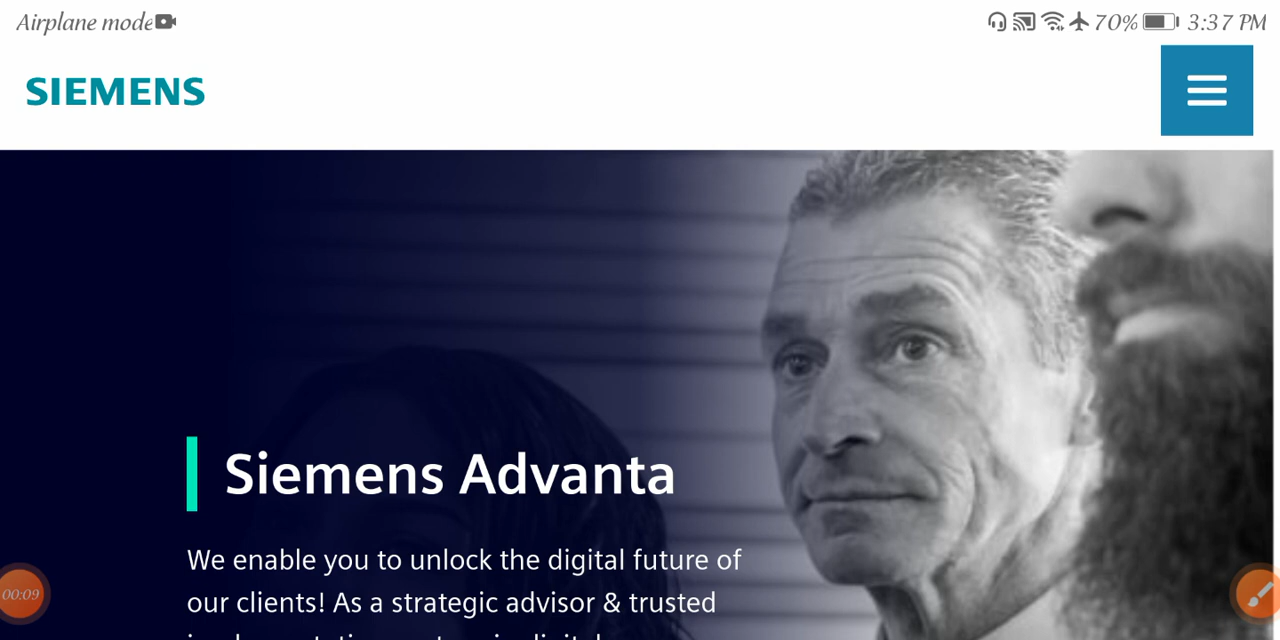 Airplane mode 70% 3:37 PM
SIEMENS
Siemens Advanta
We enable you to unlock the digital future of
our clients! As a strategic advisor & trusted
00:09